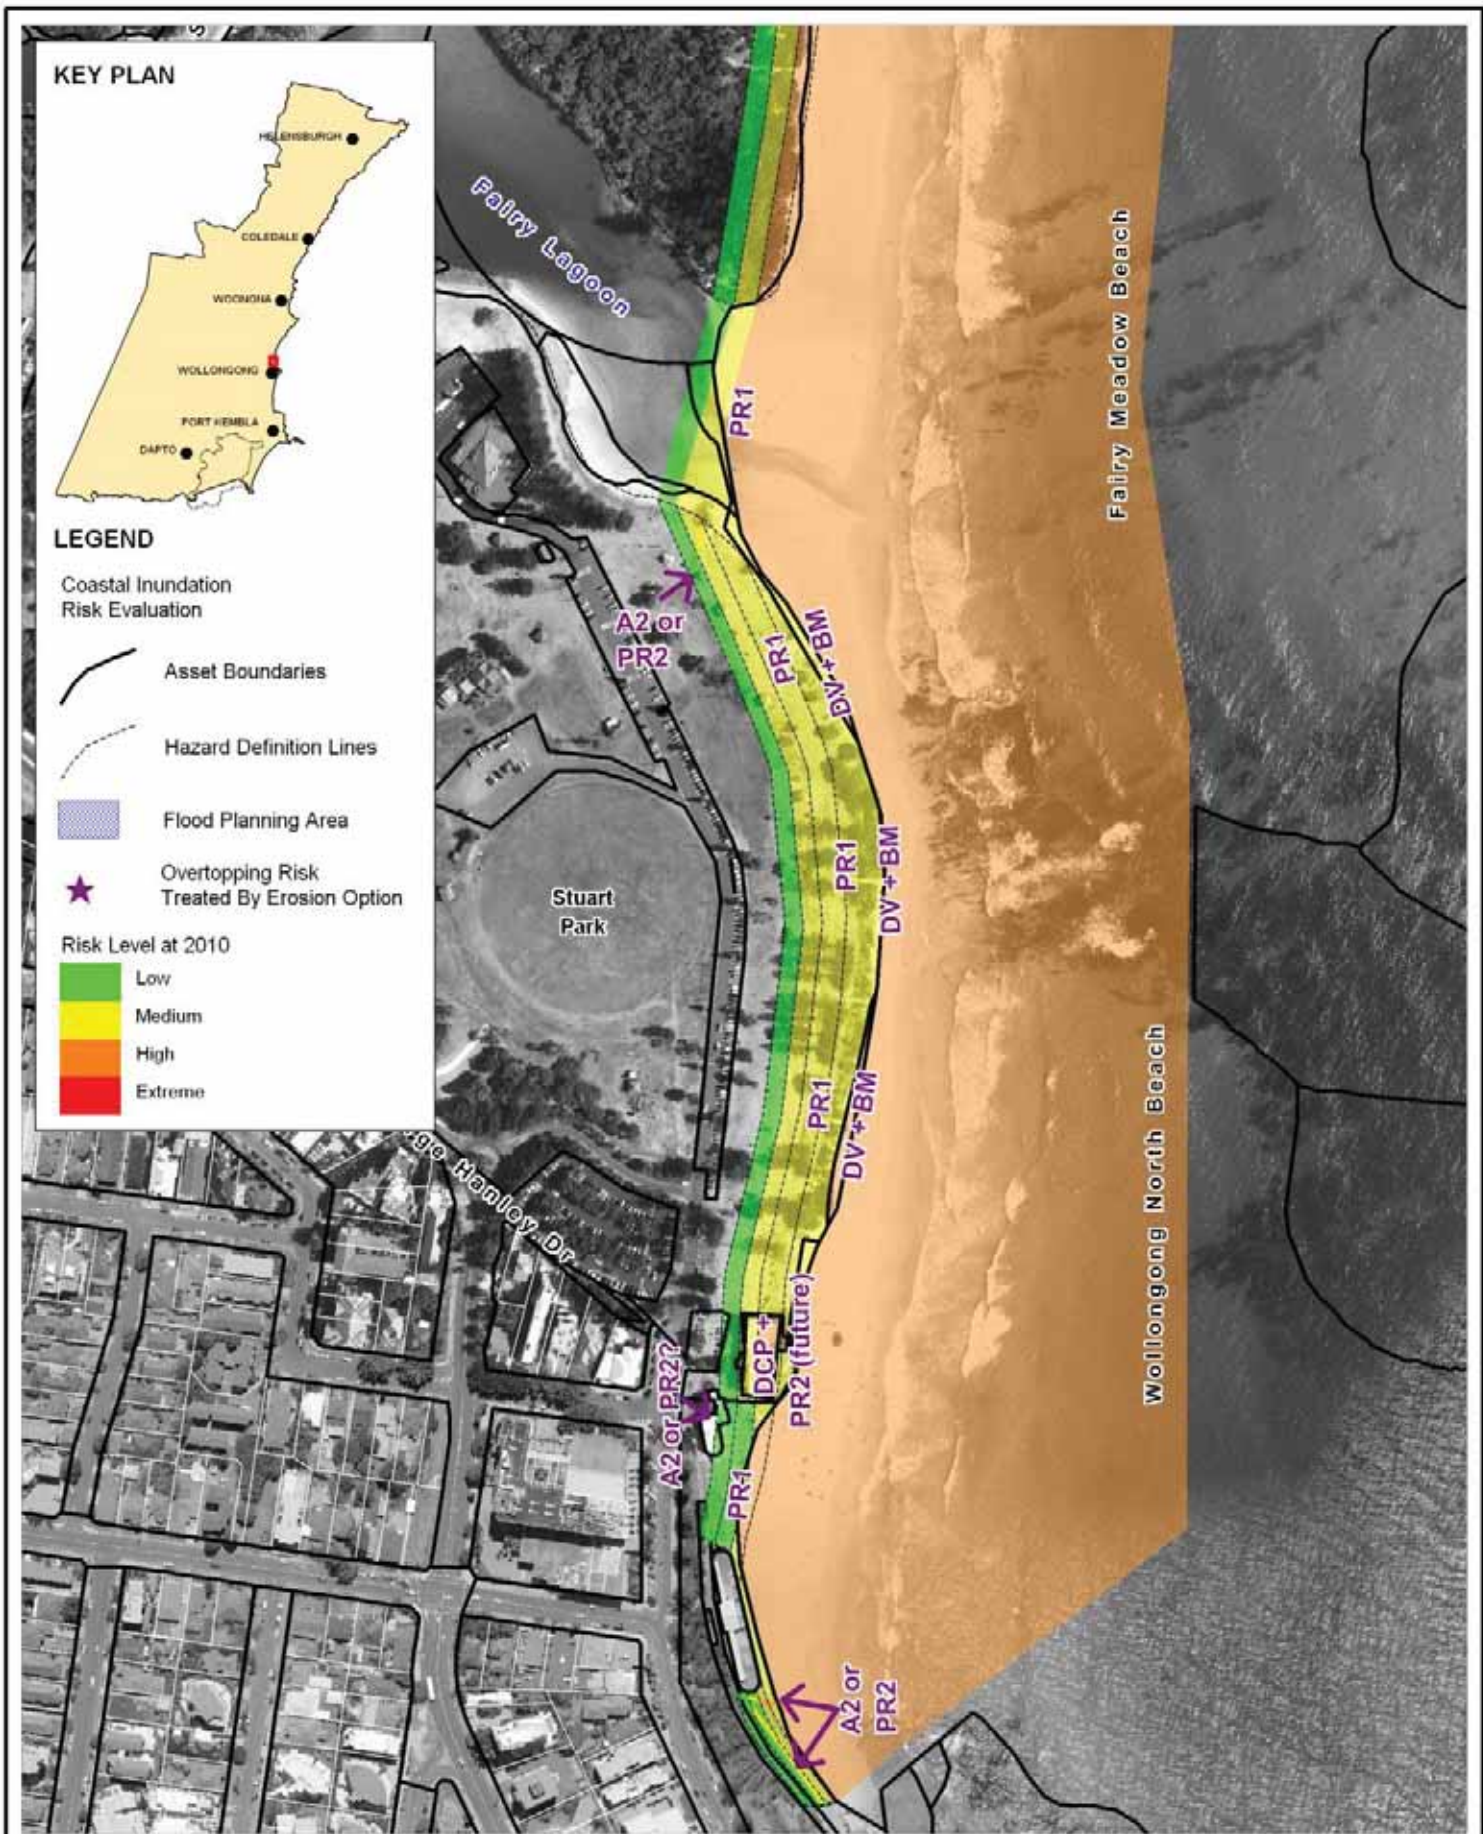 KEY PLAN
HELENSBURGH
COLEDALE
WOONONA
WOLLONGONG
PORT KEMBLA
DAPTO
LEGEND
Coastal Inundation
Risk Evaluation
Asset Boundaries
Hazard Definition Lines
Flood Planning Area
Overtopping Risk
Treated By Erosion Option
Risk Level at 2010
Low
Medium
High
Extreme
Fairy Lagoon
Fairy Meadow Beach
PR1
A2 or
PR2
PR1
DV + BM
PR1
DV + BM
Stuart
Park
PR1
DV + BM
Wollongong North Beach
Hanley Dr
DCP +
PR2 (future)
A2 or PR2?
PR1
A2 or
PR2